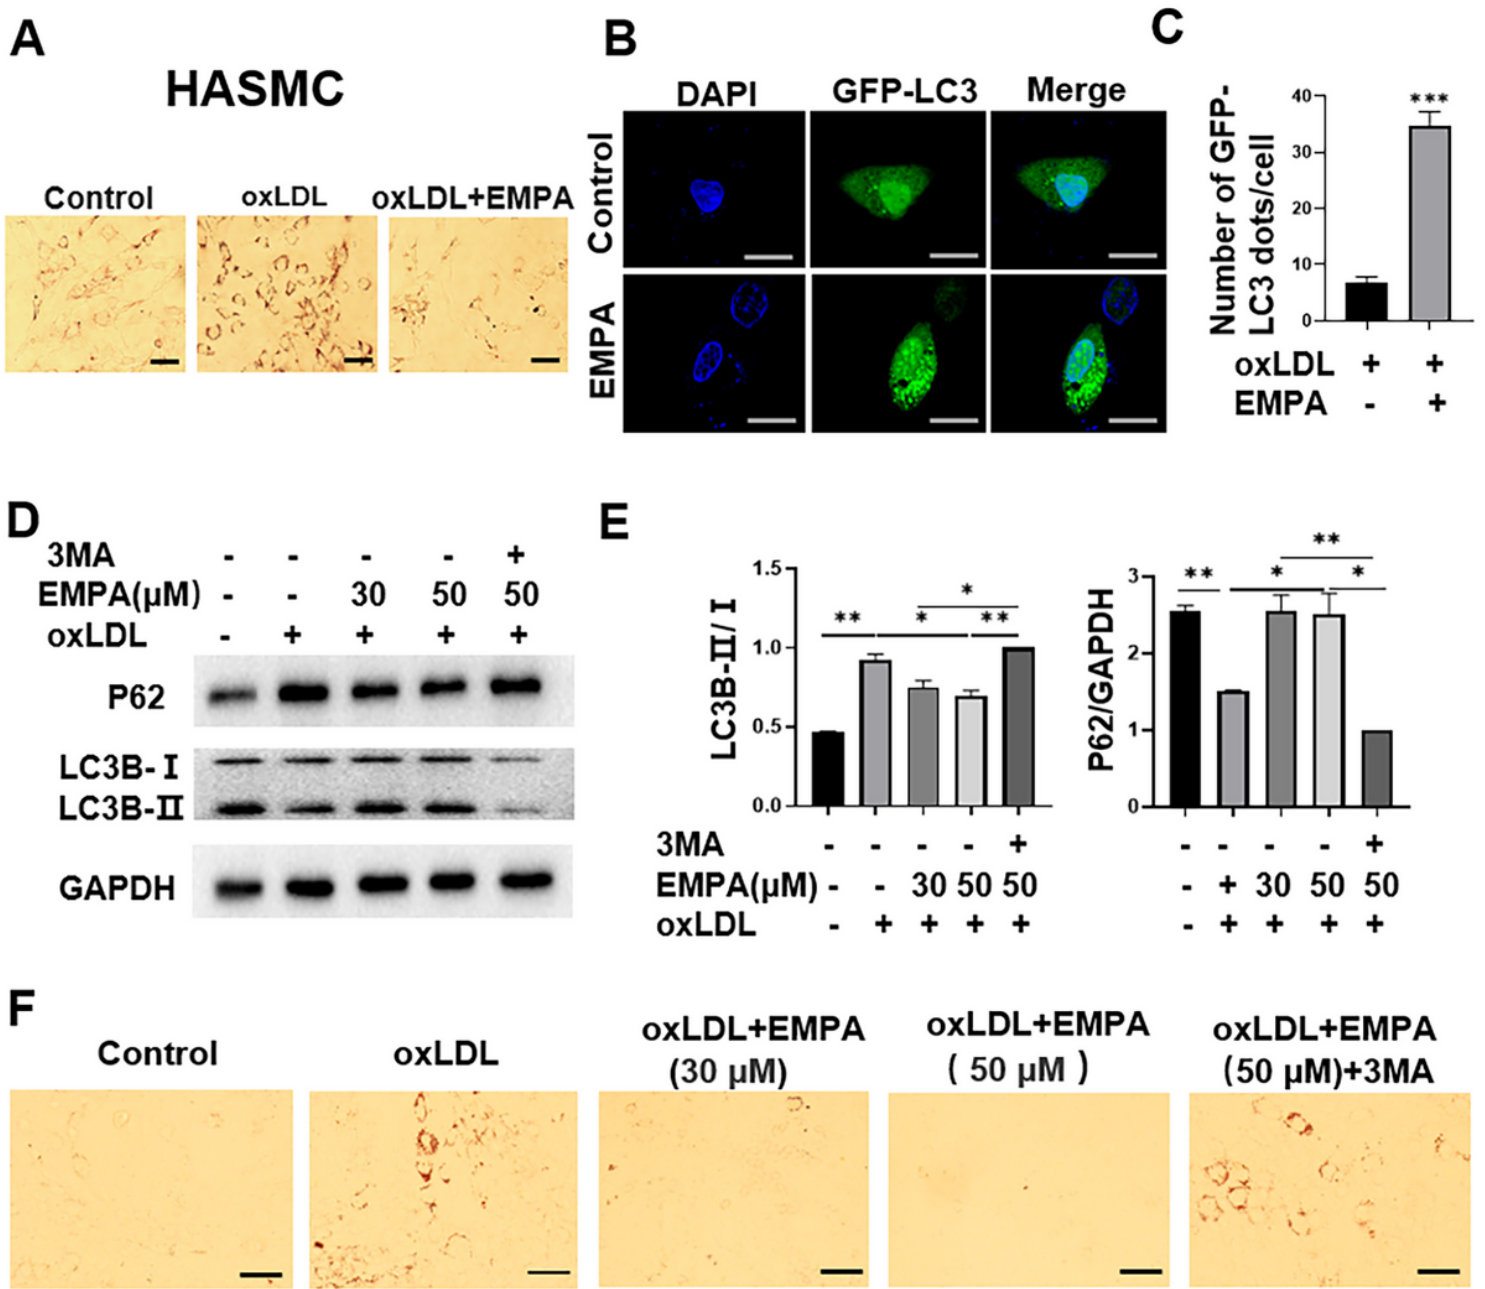 A
HASMC
Control
oxLDL
oxLDL+EMPA
B
DAPI
GFP-LC3
Merge
Control
EMPA
C
Number of GFP-
LC3 dots/cell
40
30
20
10
0
***
oxLDL + +
EMPA - +
D
3MA - - - - +
EMPA(μM) - - 30 50 50
oxLDL - + + + +
P62
LC3B-Ⅰ
LC3B-Ⅱ
GAPDH
E
LC3B-Ⅱ/Ⅰ
1.5
1.0
0.5
0.0
*
** * **
3MA - - - - +
EMPA(μM) - - 30 50 50
oxLDL - + + + +
P62/GAPDH
3
2
1
0
**
** * *
- - - - +
- + 30 50 50
- + + + +
F
Control
oxLDL
oxLDL+EMPA
(30 μM)
oxLDL+EMPA
( 50 μM )
oxLDL+EMPA
(50 μM)+3MA